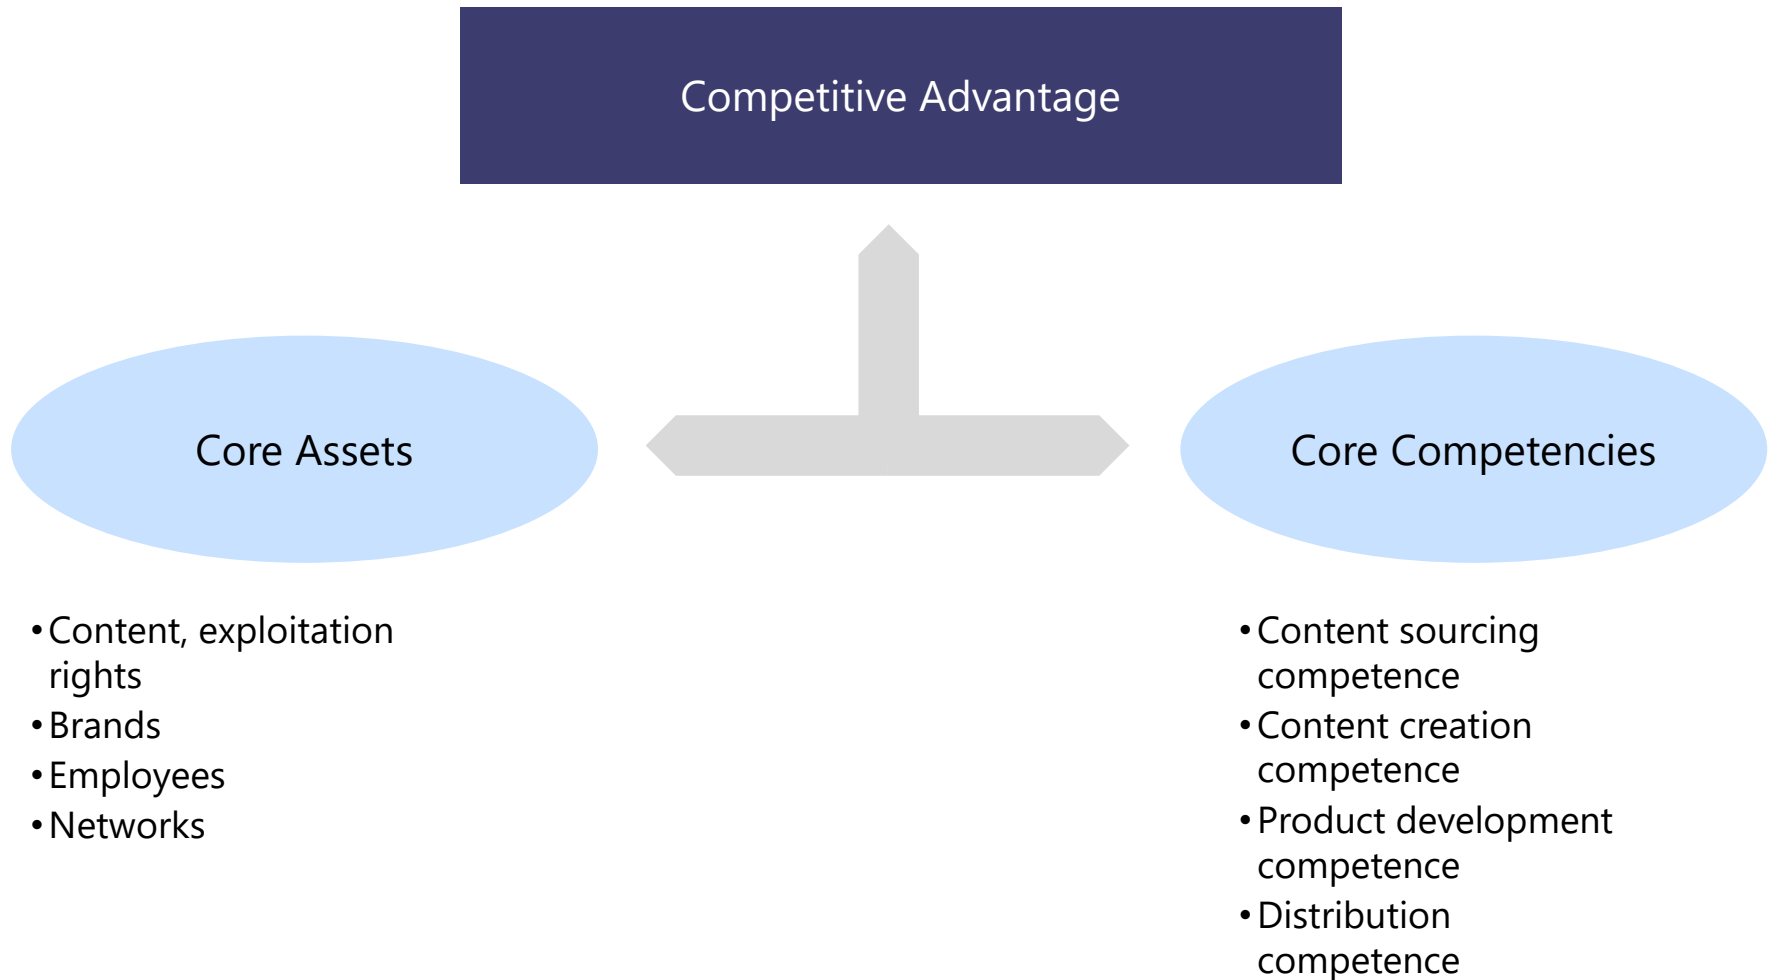 Competitive Advantage
Core Assets
Core Competencies
•Content, exploitation
rights
•Brands
•Employees
•Networks
•Content sourcing
competence
•Content creation
competence
•Product development
competence
•Distribution
competence